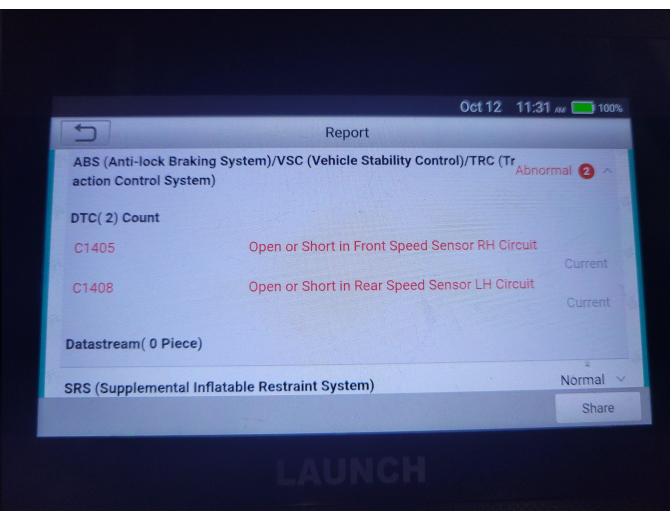 Oct 12 11:31 AM 100%
Report
ABS (Anti-lock Braking System)/VSC (Vehicle Stability Control)/TRC (Tr
action Control System)
Abnormal 2
DTC( 2) Count
C1405 Open or Short in Front Speed Sensor RH Circuit
Current
C1408 Open or Short in Rear Speed Sensor LH Circuit
Current
Datastream( 0 Piece)
SRS (Supplemental Inflatable Restraint System) Normal
Share
LAUNCH